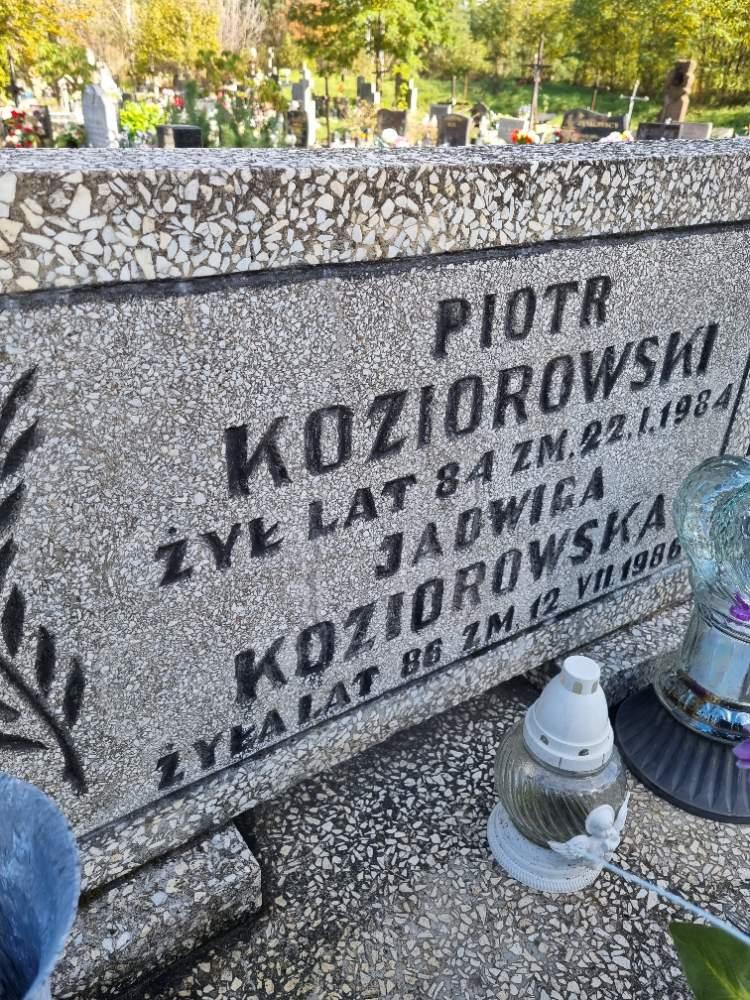 PIOTR
KOZIOROWSKI
ŻYŁ LAT 84 ZM. 22. I. 1984
JADWIGA
KOZIOROWSKA
ŻYŁA LAT 86 ZM. 12 VII. 1986